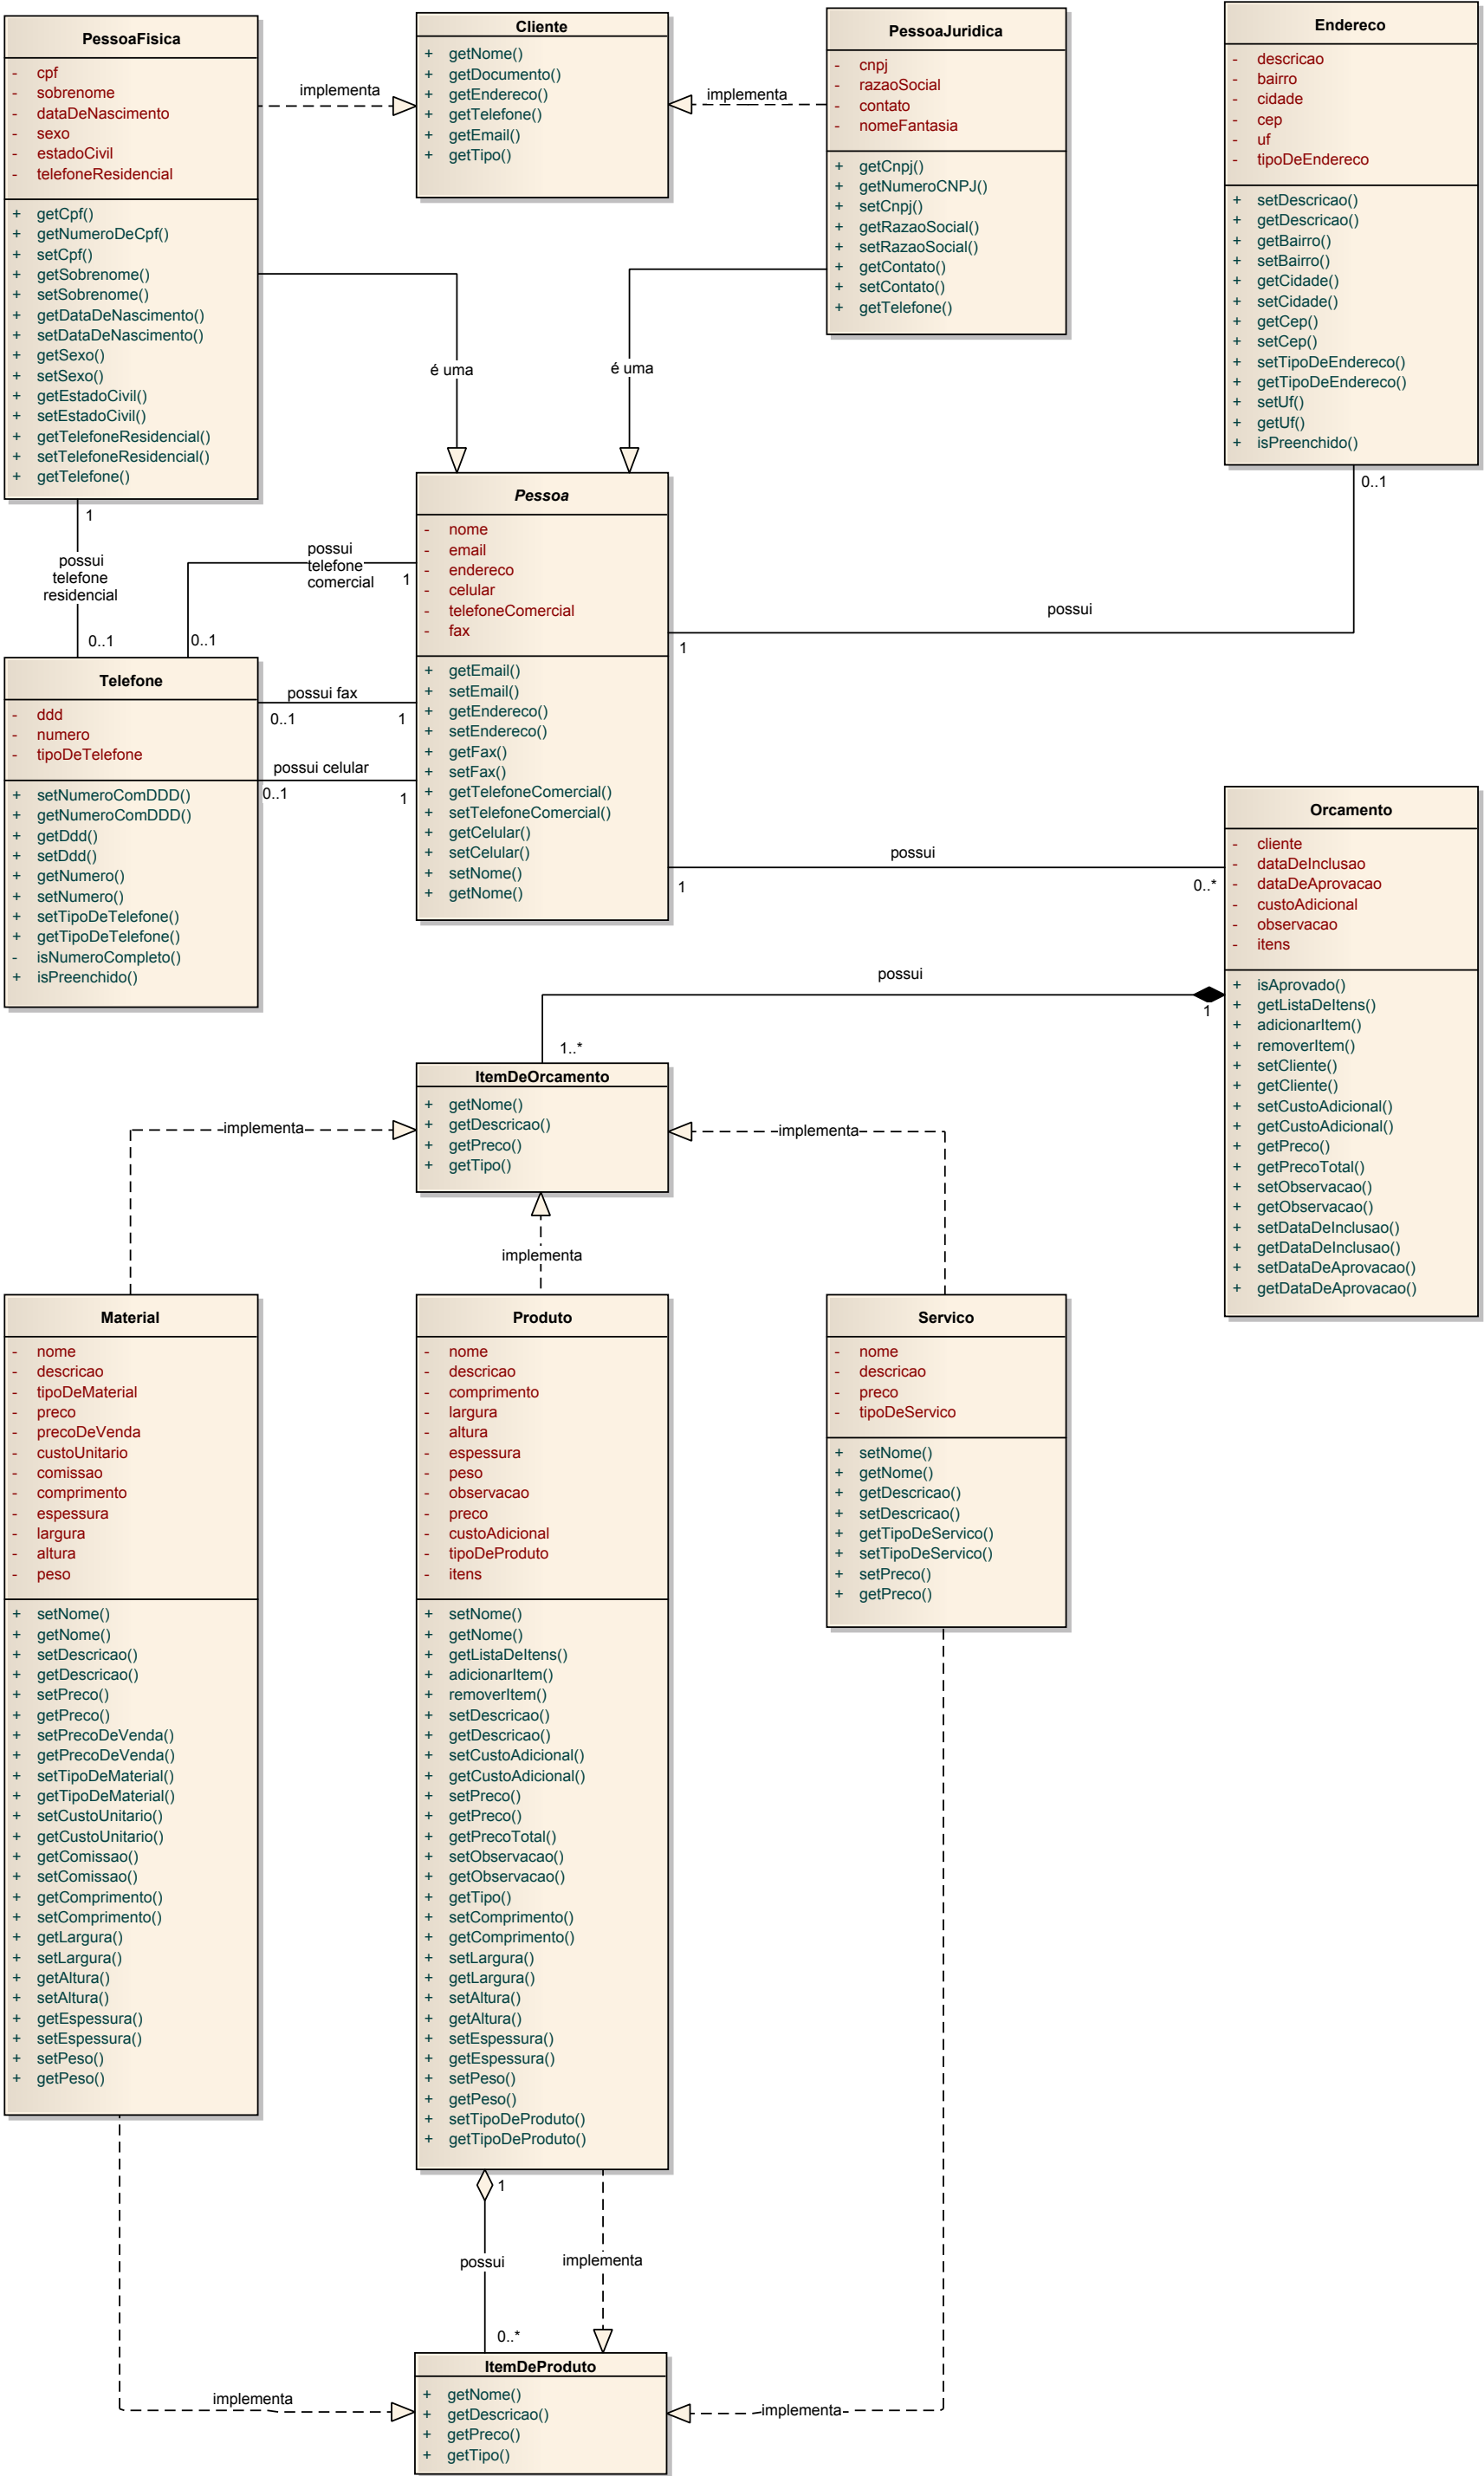 PessoaFisica
- cpf
- sobrenome
- dataDeNascimento
- sexo
- estadoCivil
- telefoneResidencial
+ getCpf()
+ getNumeroDeCpf()
+ setCpf()
+ getSobrenome()
+ setSobrenome()
+ getDataDeNascimento()
+ setDataDeNascimento()
+ getSexo()
+ setSexo()
+ getEstadoCivil()
+ setEstadoCivil()
+ getTelefoneResidencial()
+ setTelefoneResidencial()
+ getTelefone()
implementa
Cliente
+ getNome()
+ getDocumento()
+ getEndereco()
+ getTelefone()
+ getEmail()
+ getTipo()
implementa
PessoaJuridica
- cnpj
- razaoSocial
- contato
- nomeFantasia
+ getCnpj()
+ getNumeroCNPJ()
+ setCnpj()
+ getRazaoSocial()
+ setRazaoSocial()
+ getContato()
+ setContato()
+ getTelefone()
Endereco
- descricao
- bairro
- cidade
- cep
- uf
- tipoDeEndereco
+ setDescricao()
+ getDescricao()
+ getBairro()
+ setBairro()
+ getCidade()
+ setCidade()
+ getCep()
+ setCep()
+ setTipoDeEndereco()
+ getTipoDeEndereco()
+ setUf()
+ getUf()
+ isPreenchido()
é uma
é uma
0..1
1
possui
telefone
residencial
0..1
possui
telefone
comercial
1
0..1
Pessoa
- nome
- email
- endereco
- celular
- telefoneComercial
- fax
+ getEmail()
+ setEmail()
+ getEndereco()
+ setEndereco()
+ getFax()
+ setFax()
+ getTelefoneComercial()
+ setTelefoneComercial()
+ getCelular()
+ setCelular()
+ setNome()
+ getNome()
possui
1
Telefone
- ddd
- numero
- tipoDeTelefone
+ setNumeroComDDD()
+ getNumeroComDDD()
+ getDdd()
+ setDdd()
+ getNumero()
+ setNumero()
+ setTipoDeTelefone()
+ getTipoDeTelefone()
- isNumeroCompleto()
+ isPreenchido()
possui fax
0..1
1
possui celular
0..1
1
possui
1
0..*
Orcamento
- cliente
- dataDeInclusao
- dataDeAprovacao
- custoAdicional
- observacao
- itens
+ isAprovado()
+ getListaDeItens()
+ adicionarItem()
+ removerItem()
+ setCliente()
+ getCliente()
+ setCustoAdicional()
+ getCustoAdicional()
+ getPreco()
+ getPrecoTotal()
+ setObservacao()
+ getObservacao()
+ setDataDeInclusao()
+ getDataDeInclusao()
+ setDataDeAprovacao()
+ getDataDeAprovacao()
possui
1
1..*
ItemDeOrcamento
+ getNome()
+ getDescricao()
+ getPreco()
+ getTipo()
implementa
implementa
implementa
Material
- nome
- descricao
- tipoDeMaterial
- preco
- precoDeVenda
- custoUnitario
- comissao
- comprimento
- espessura
- largura
- altura
- peso
+ setNome()
+ getNome()
+ setDescricao()
+ getDescricao()
+ setPreco()
+ getPreco()
+ setPrecoDeVenda()
+ getPrecoDeVenda()
+ setTipoDeMaterial()
+ getTipoDeMaterial()
+ setCustoUnitario()
+ getCustoUnitario()
+ getComissao()
+ setComissao()
+ getComprimento()
+ setComprimento()
+ getLargura()
+ setLargura()
+ getAltura()
+ setAltura()
+ getEspessura()
+ setEspessura()
+ setPeso()
+ getPeso()
Produto
- nome
- descricao
- comprimento
- largura
- altura
- espessura
- peso
- observacao
- preco
- custoAdicional
- tipoDeProduto
- itens
+ setNome()
+ getNome()
+ getListaDeItens()
+ adicionarItem()
+ removerItem()
+ setDescricao()
+ getDescricao()
+ setCustoAdicional()
+ getCustoAdicional()
+ setPreco()
+ getPreco()
+ getPrecoTotal()
+ setObservacao()
+ getObservacao()
+ getTipo()
+ setComprimento()
+ getComprimento()
+ setLargura()
+ getLargura()
+ setAltura()
+ getAltura()
+ setEspessura()
+ getEspessura()
+ setPeso()
+ getPeso()
+ setTipoDeProduto()
+ getTipoDeProduto()
Servico
- nome
- descricao
- preco
- tipoDeServico
+ setNome()
+ getNome()
+ getDescricao()
+ setDescricao()
+ getTipoDeServico()
+ setTipoDeServico()
+ setPreco()
+ getPreco()
1
possui
0..*
implementa
implementa
implementa
ItemDeProduto
+ getNome()
+ getDescricao()
+ getPreco()
+ getTipo()